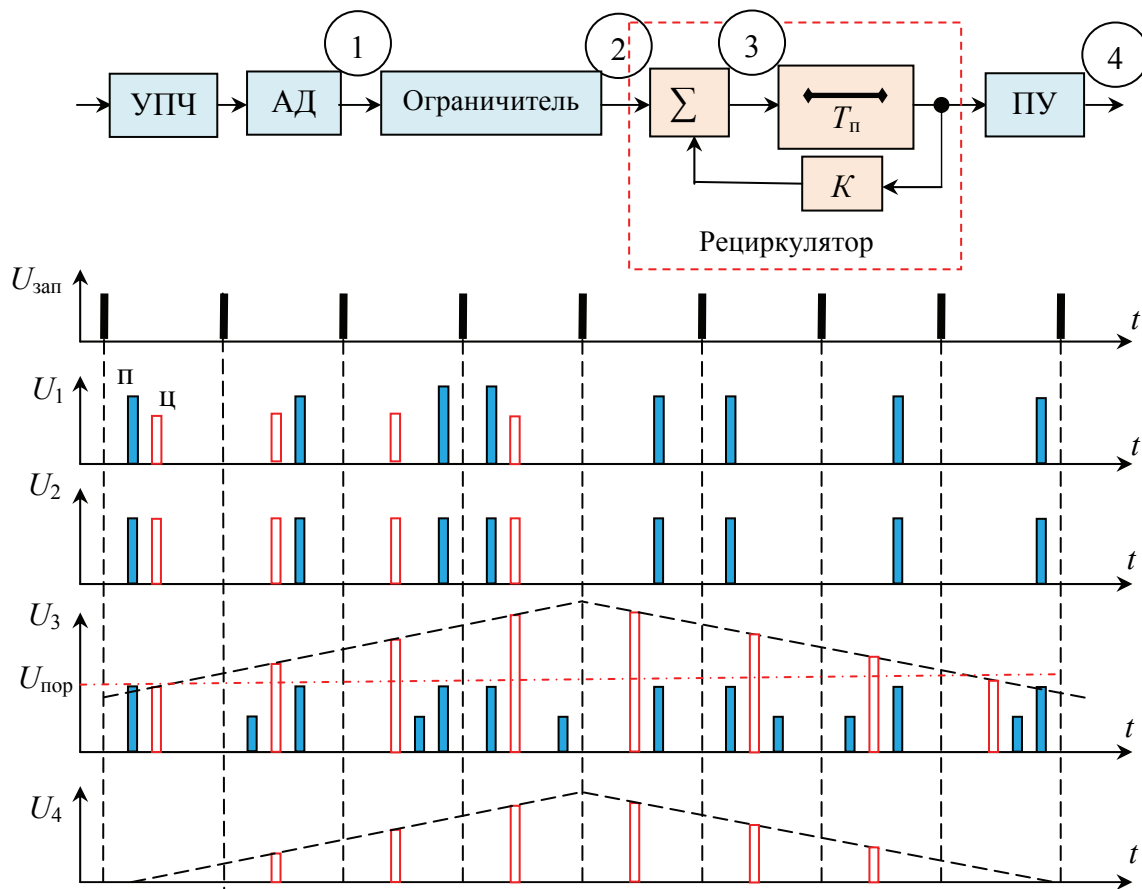 1
2
3
4
УПЧ
АД
Ограничитель
∑
Tп
ПУ
K
Рециркулятор
Uзап
t
U1
п
ц
t
U2
t
U3
Uпор
t
U4
t